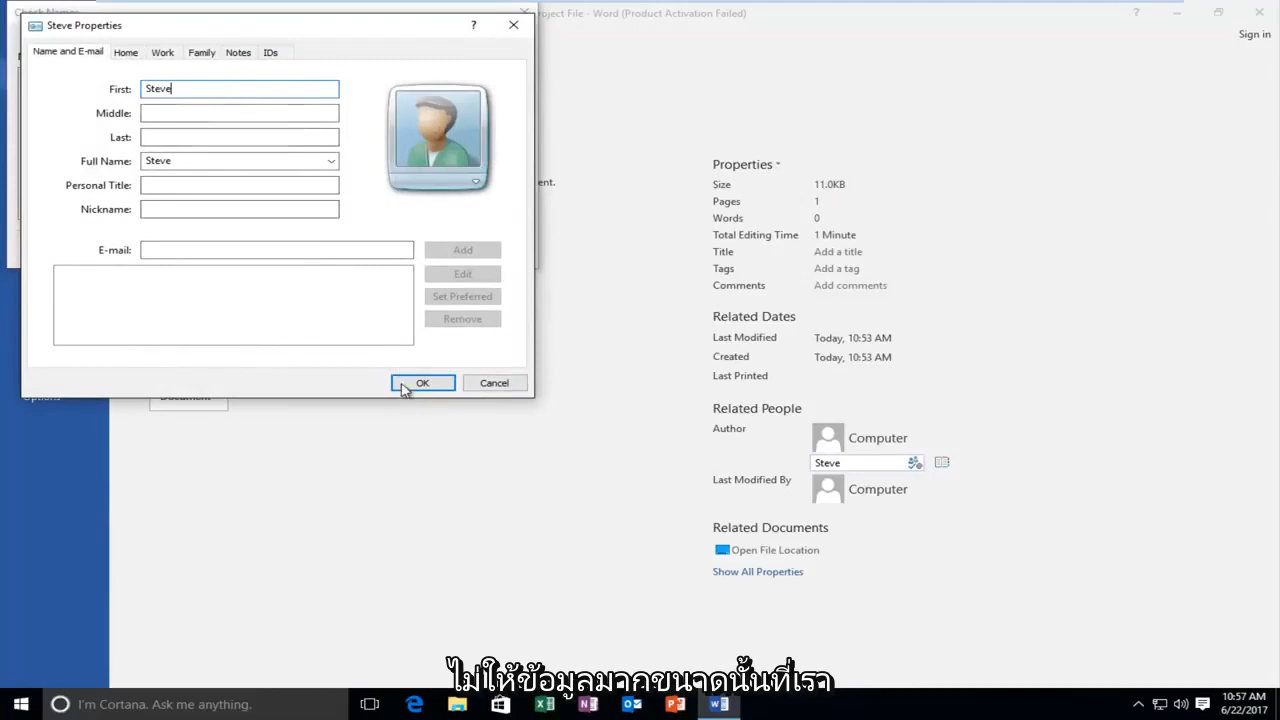 Steve Properties
roject File - Word (Product Activation Failed)
Sign in
Name and E-mail Home Work Family Notes IDs
First: Steve
Middle:
Last:
Full Name: Steve
Personal Title:
Nickname:
E-mail:
Add
Edit
Set Preferred
Remove
OK Cancel
ent.
Properties
Size 11.0KB
Pages 1
Words 0
Total Editing Time 1 Minute
Title Add a title
Tags Add a tag
Comments Add comments
Related Dates
Last Modified Today, 10:53 AM
Created Today, 10:53 AM
Last Printed
Related People
Author Computer
Steve
Last Modified By Computer
Related Documents
Open File Location
Show All Properties
ไม่ให้ข้อมูลมากขนาดนั้นที่เรา
I'm Cortana. Ask me anything.
10:57 AM
6/22/2017